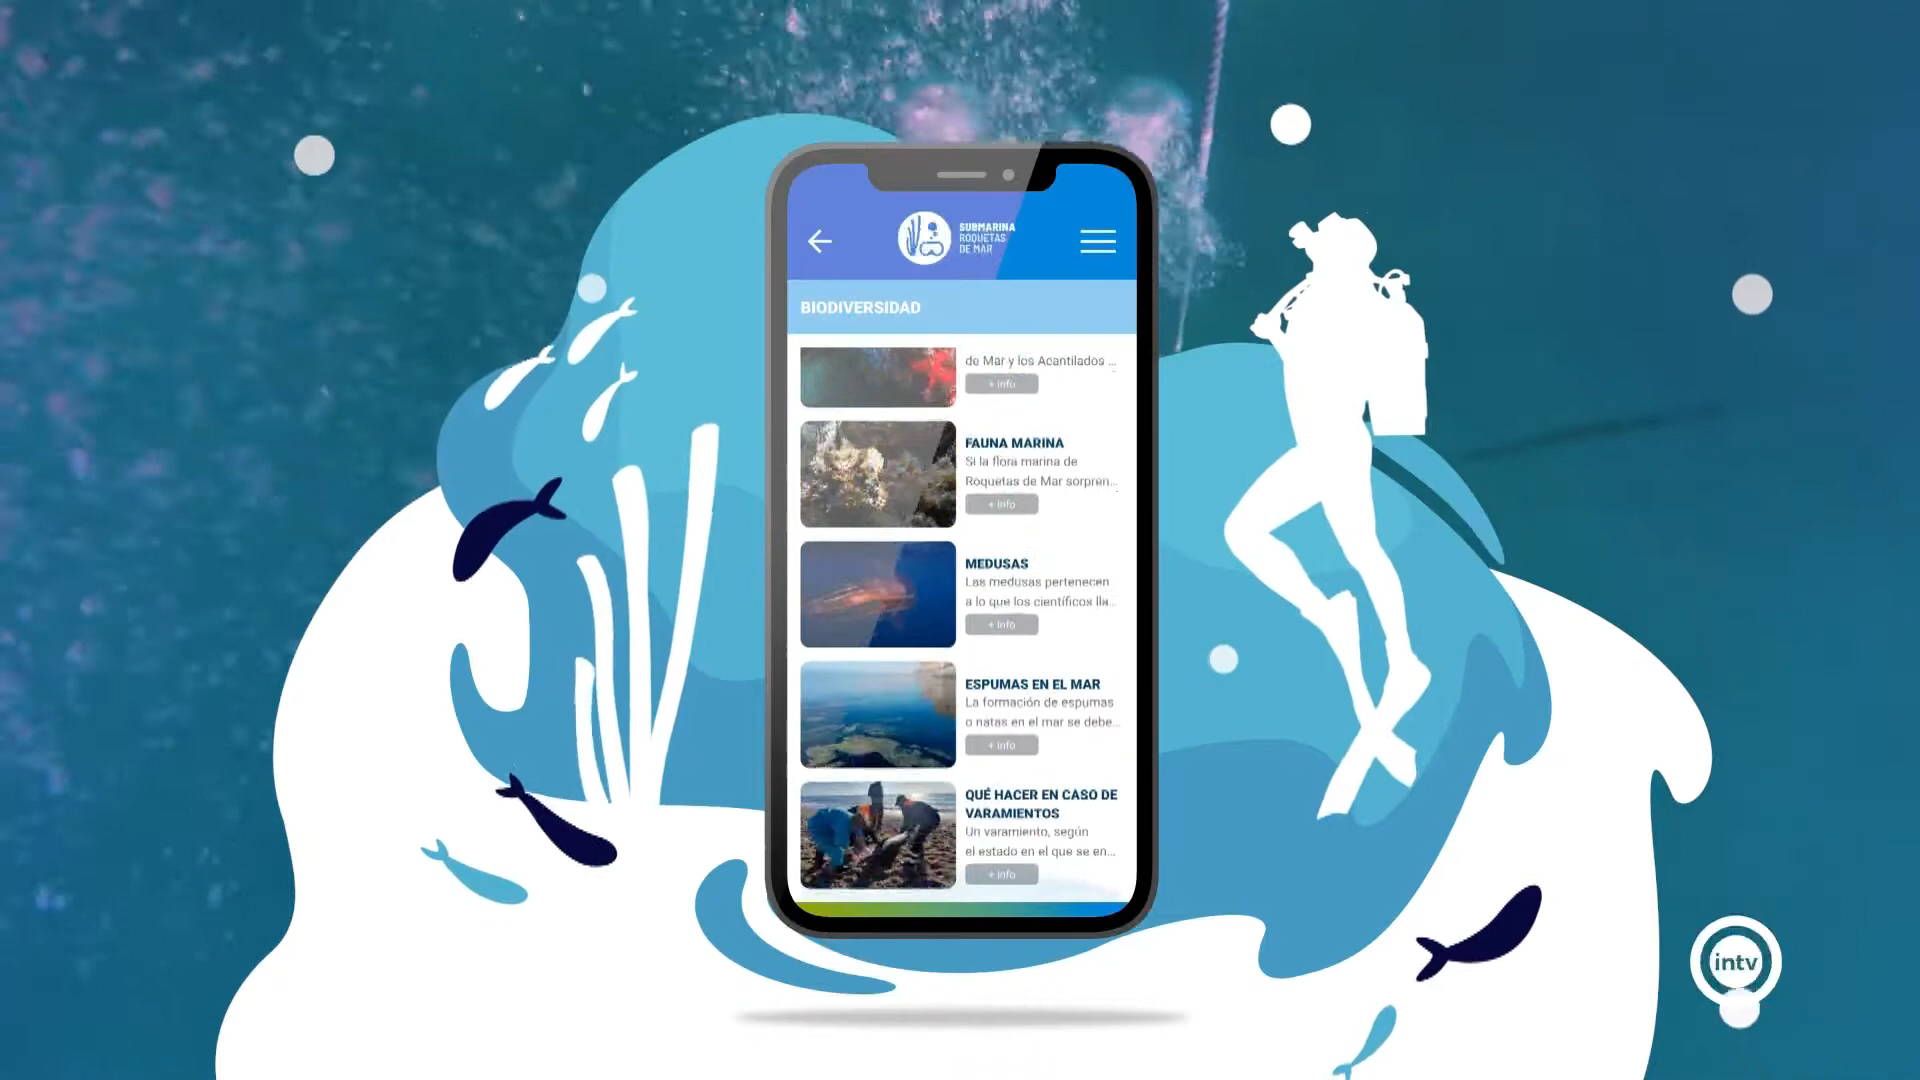 SUBMARINA
ROQUETAS
DE MAR
BIODIVERSIDAD
de Mar y los Acantilados ...
+ info
FAUNA MARINA
Si la flora marina de
Roquetas de Mar sorpren...
+ info
MEDUSAS
Las medusas pertenecen
a lo que los científicos lla...
+ info
ESPUMAS EN EL MAR
La formación de espumas
o natas en el mar se debe...
+ info
QUÉ HACER EN CASO DE
VARAMIENTOS
Un varamiento, según
el estado en el que se en...
+ info
intv